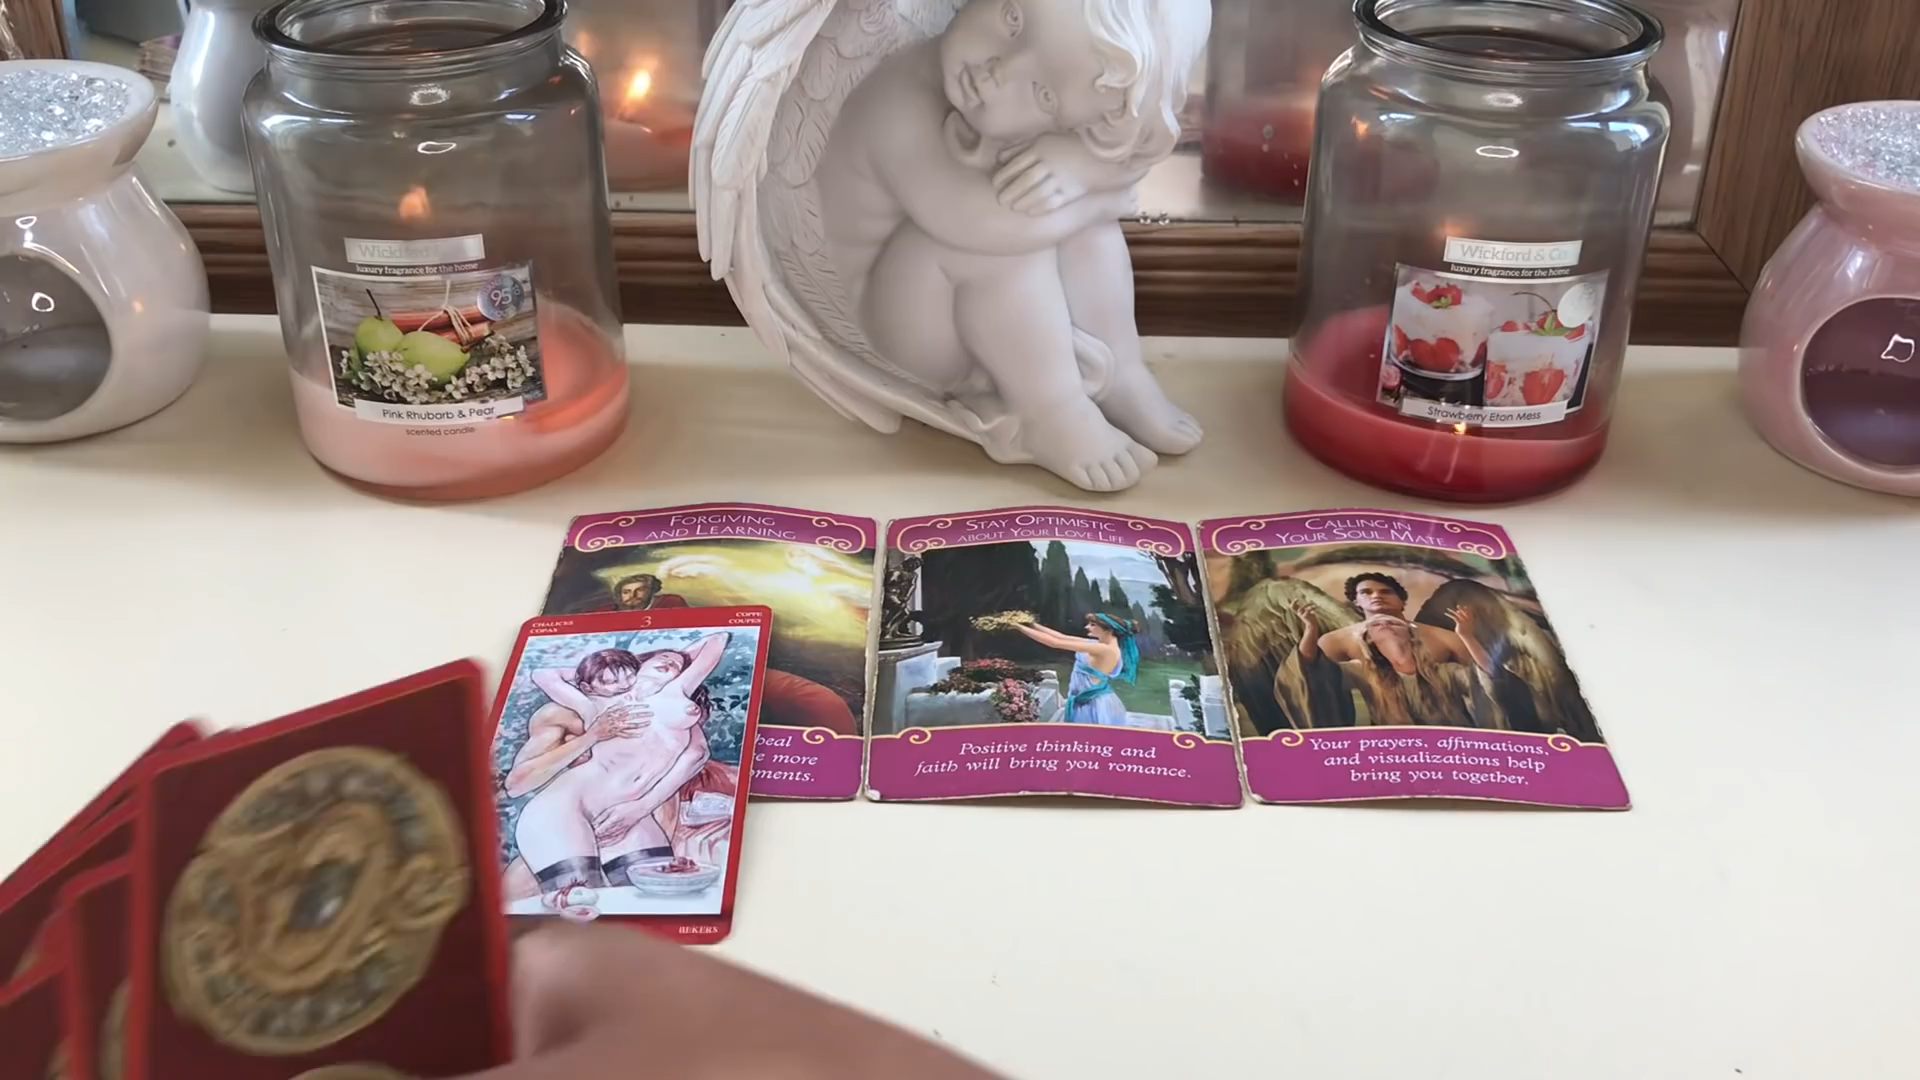 Wickford
luxury fragrance for the home
95
Pink Rhubarb & Pear
scented candle
Wickford & Co
luxury fragrance for the home
Strawberry Eton Mess
FORGIVING
AND LEARNING
heal
e more
oments.
STAY OPTIMISTIC
ABOUT YOUR LOVE LIFE
Positive thinking and
faith will bring you romance.
CALLING IN
YOUR SOUL MATE
Your prayers, affirmations,
and visualizations help
bring you together.
CHALICES
COPAS
3
COPPE
COUPES
BEKERS